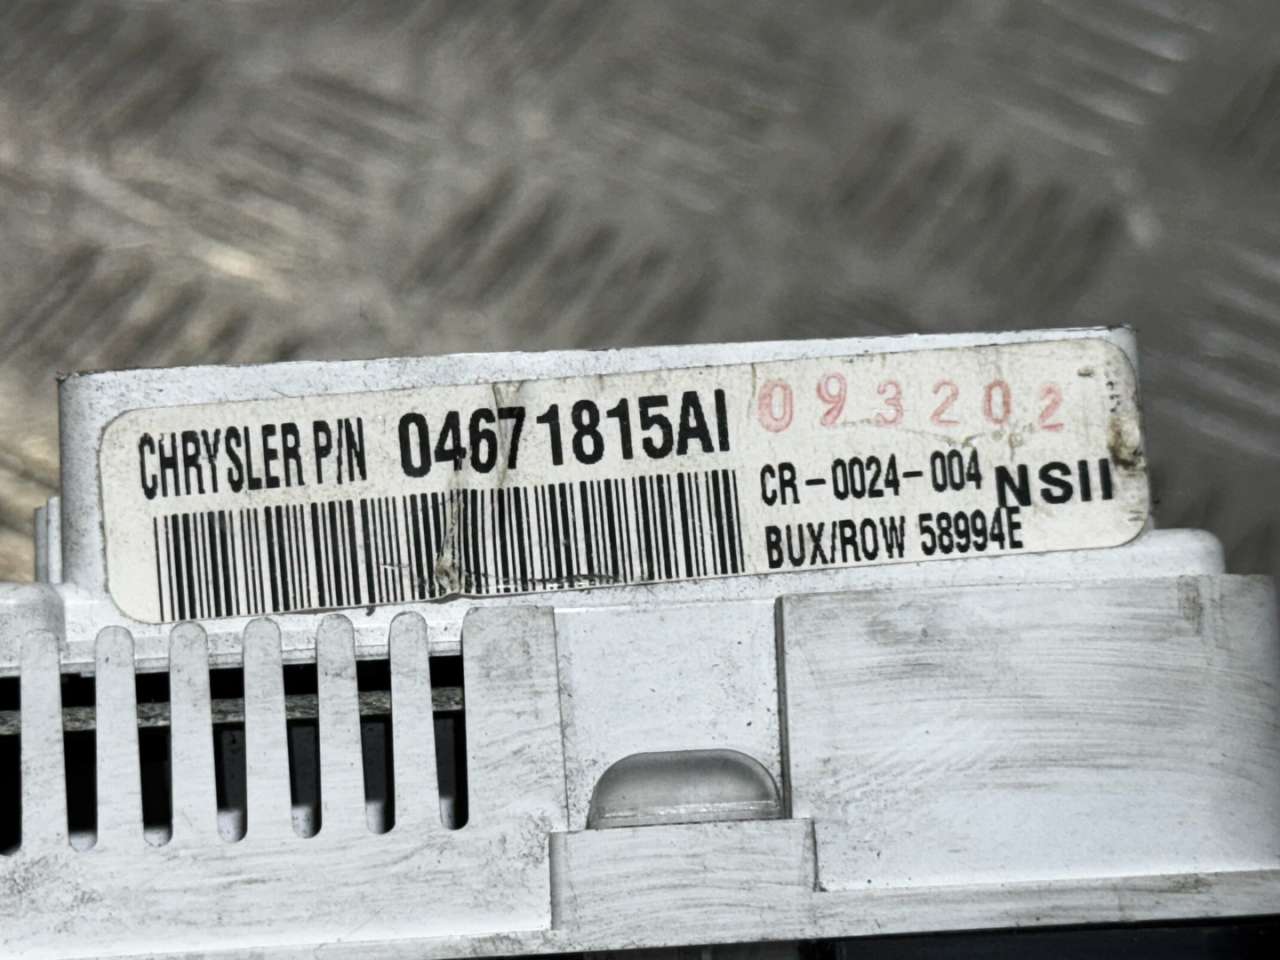 CHRYSLER P/N 04671815AI
093202
CR-0024-004 NSII
BUX/ROW 58994E